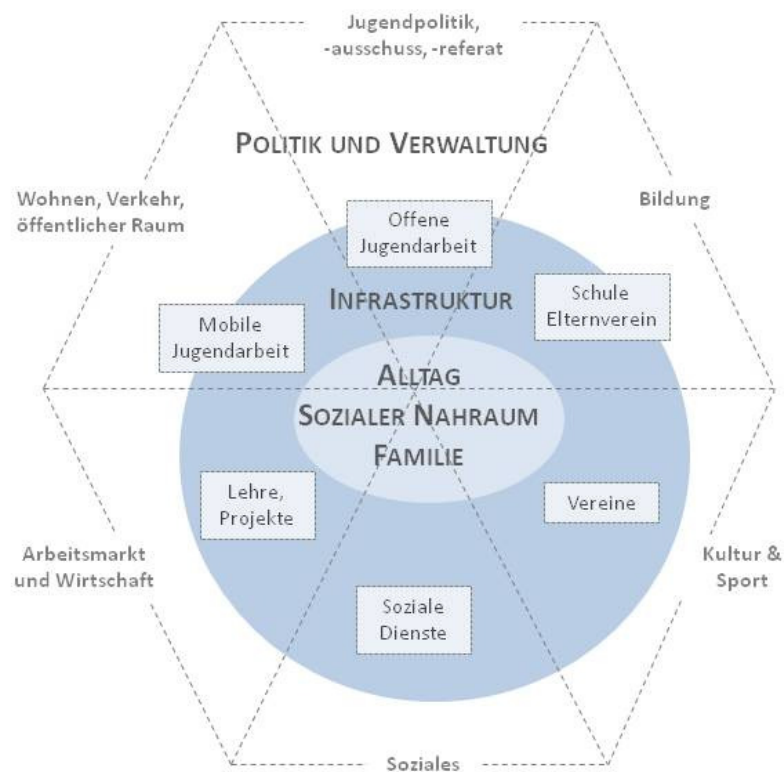 Jugendpolitik,
-ausschuss, -referat
POLITIK UND VERWALTUNG
Wohnen, Verkehr,
öffentlicher Raum
Bildung
Offene
Jugendarbeit
INFRASTRUKTUR
Schule
Elternverein
Mobile
Jugendarbeit
ALLTAG
SOZIALER NAHRAUM
FAMILIE
Lehre,
Projekte
Vereine
Arbeitsmarkt
und Wirtschaft
Kultur &
Sport
Soziale
Dienste
Soziales